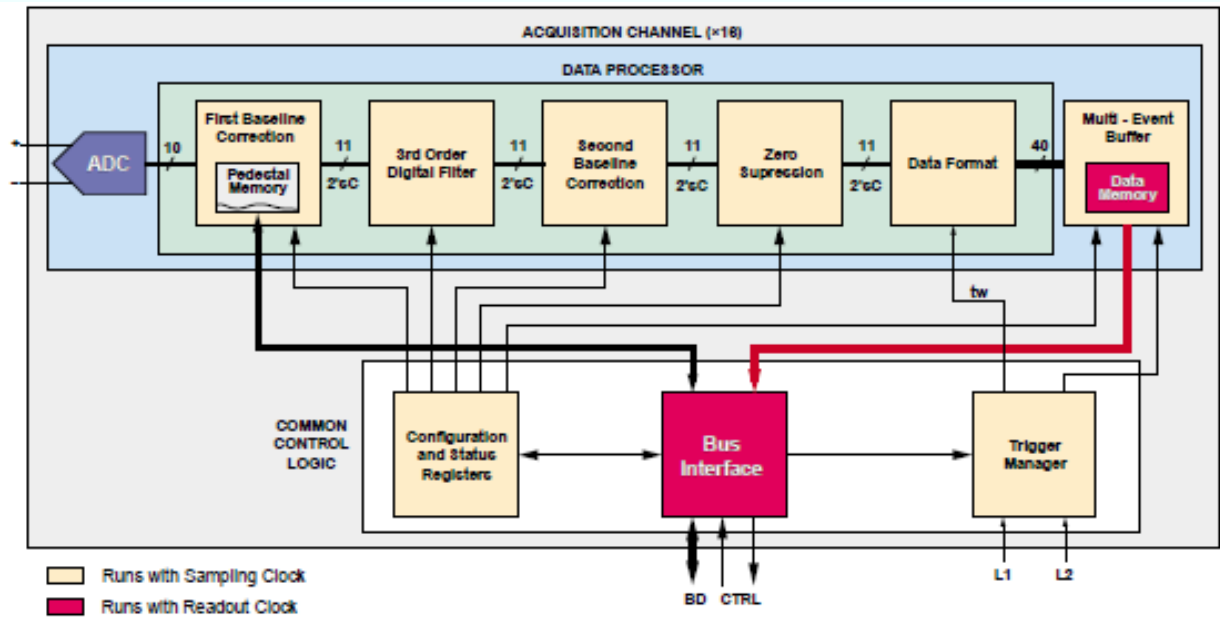 ACQUISITION CHANNEL (×16)
DATA PROCESSOR
+
−
ADC
10
First Baseline
Correction
Pedestal
Memory
11
2'sC
3rd Order
Digital Filter
11
2'sC
Second
Baseline
Correction
11
2'sC
Zero
Supression
11
2'sC
Data Format
40
Multi - Event
Buffer
Data
Memory
tw
COMMON
CONTROL
LOGIC
Configuration
and Status
Registers
Bus
Interface
Trigger
Manager
BD
CTRL
L1
L2
Runs with Sampling Clock
Runs with Readout Clock